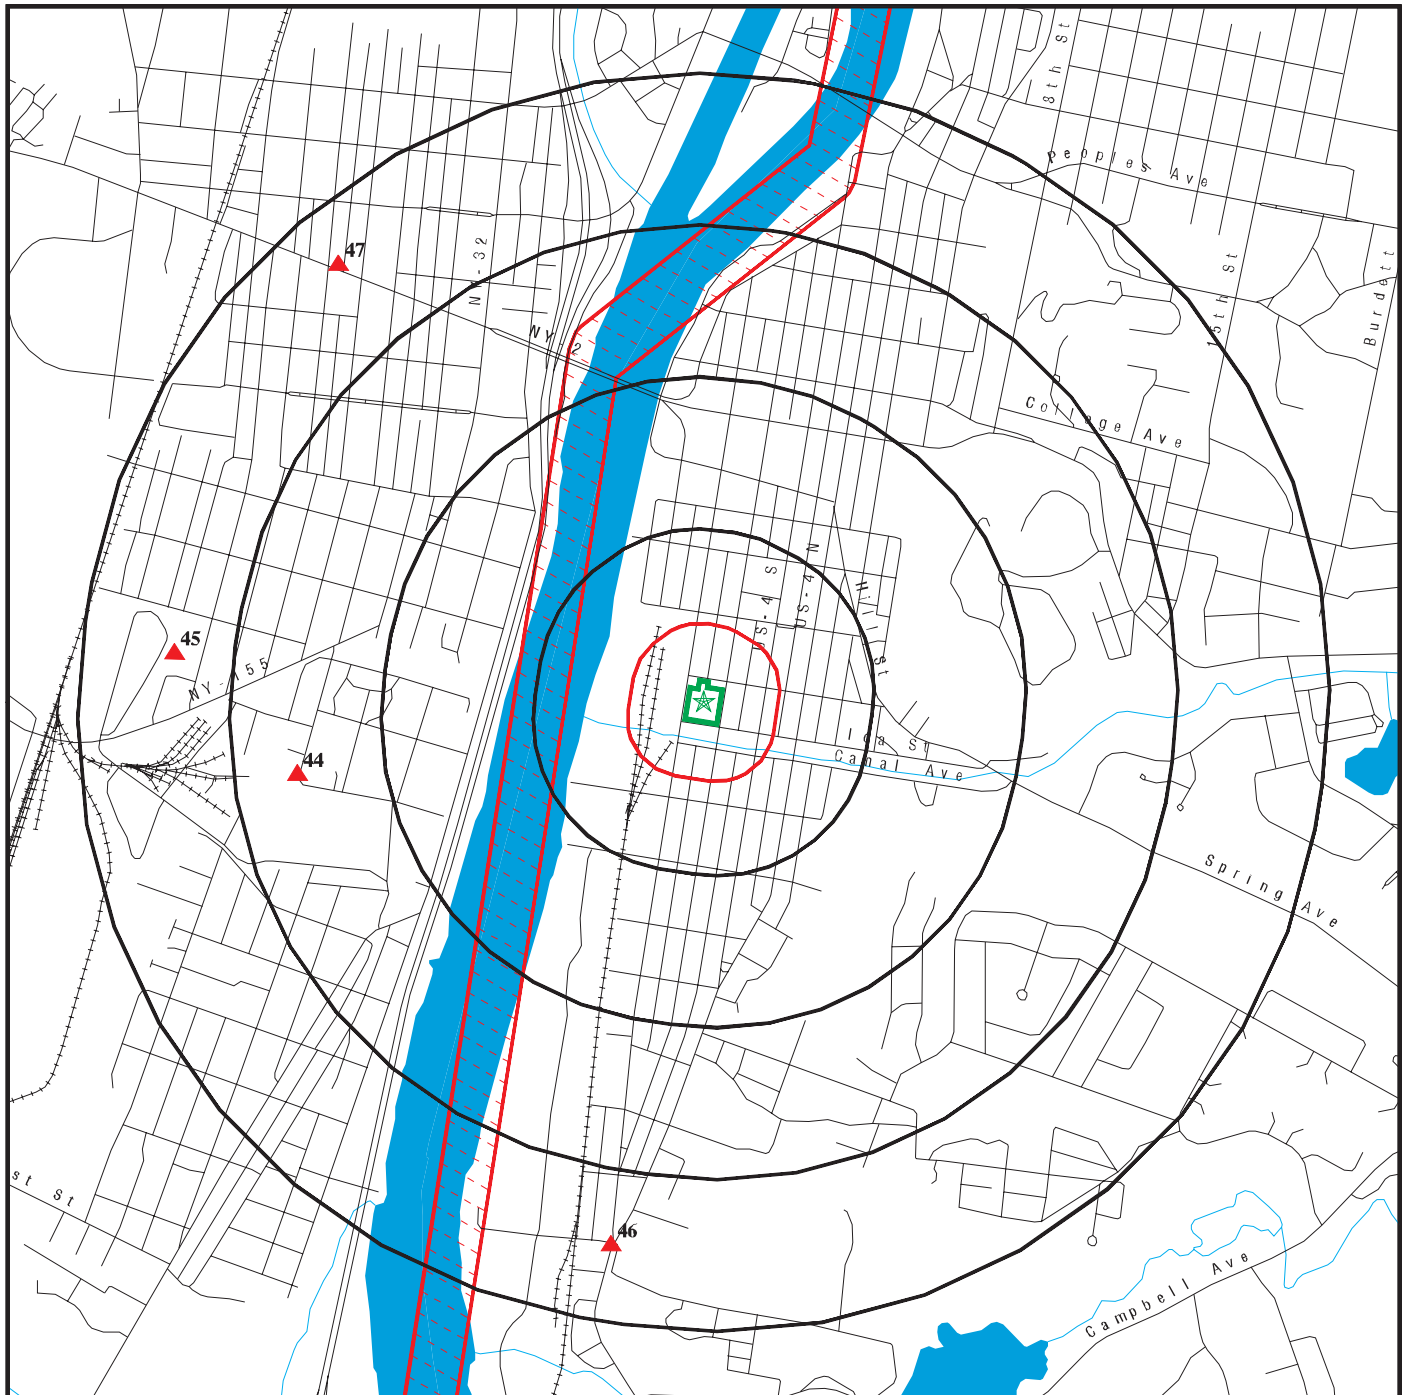 8th St
Peoples Ave
47
NY-32
15th St
Burdett
NY 2
College Ave
US-4 S
US-4 N
Hill St
45
NY-155
44
Ida St
Canal Ave
Spring Ave
st St
46
Campbell Ave